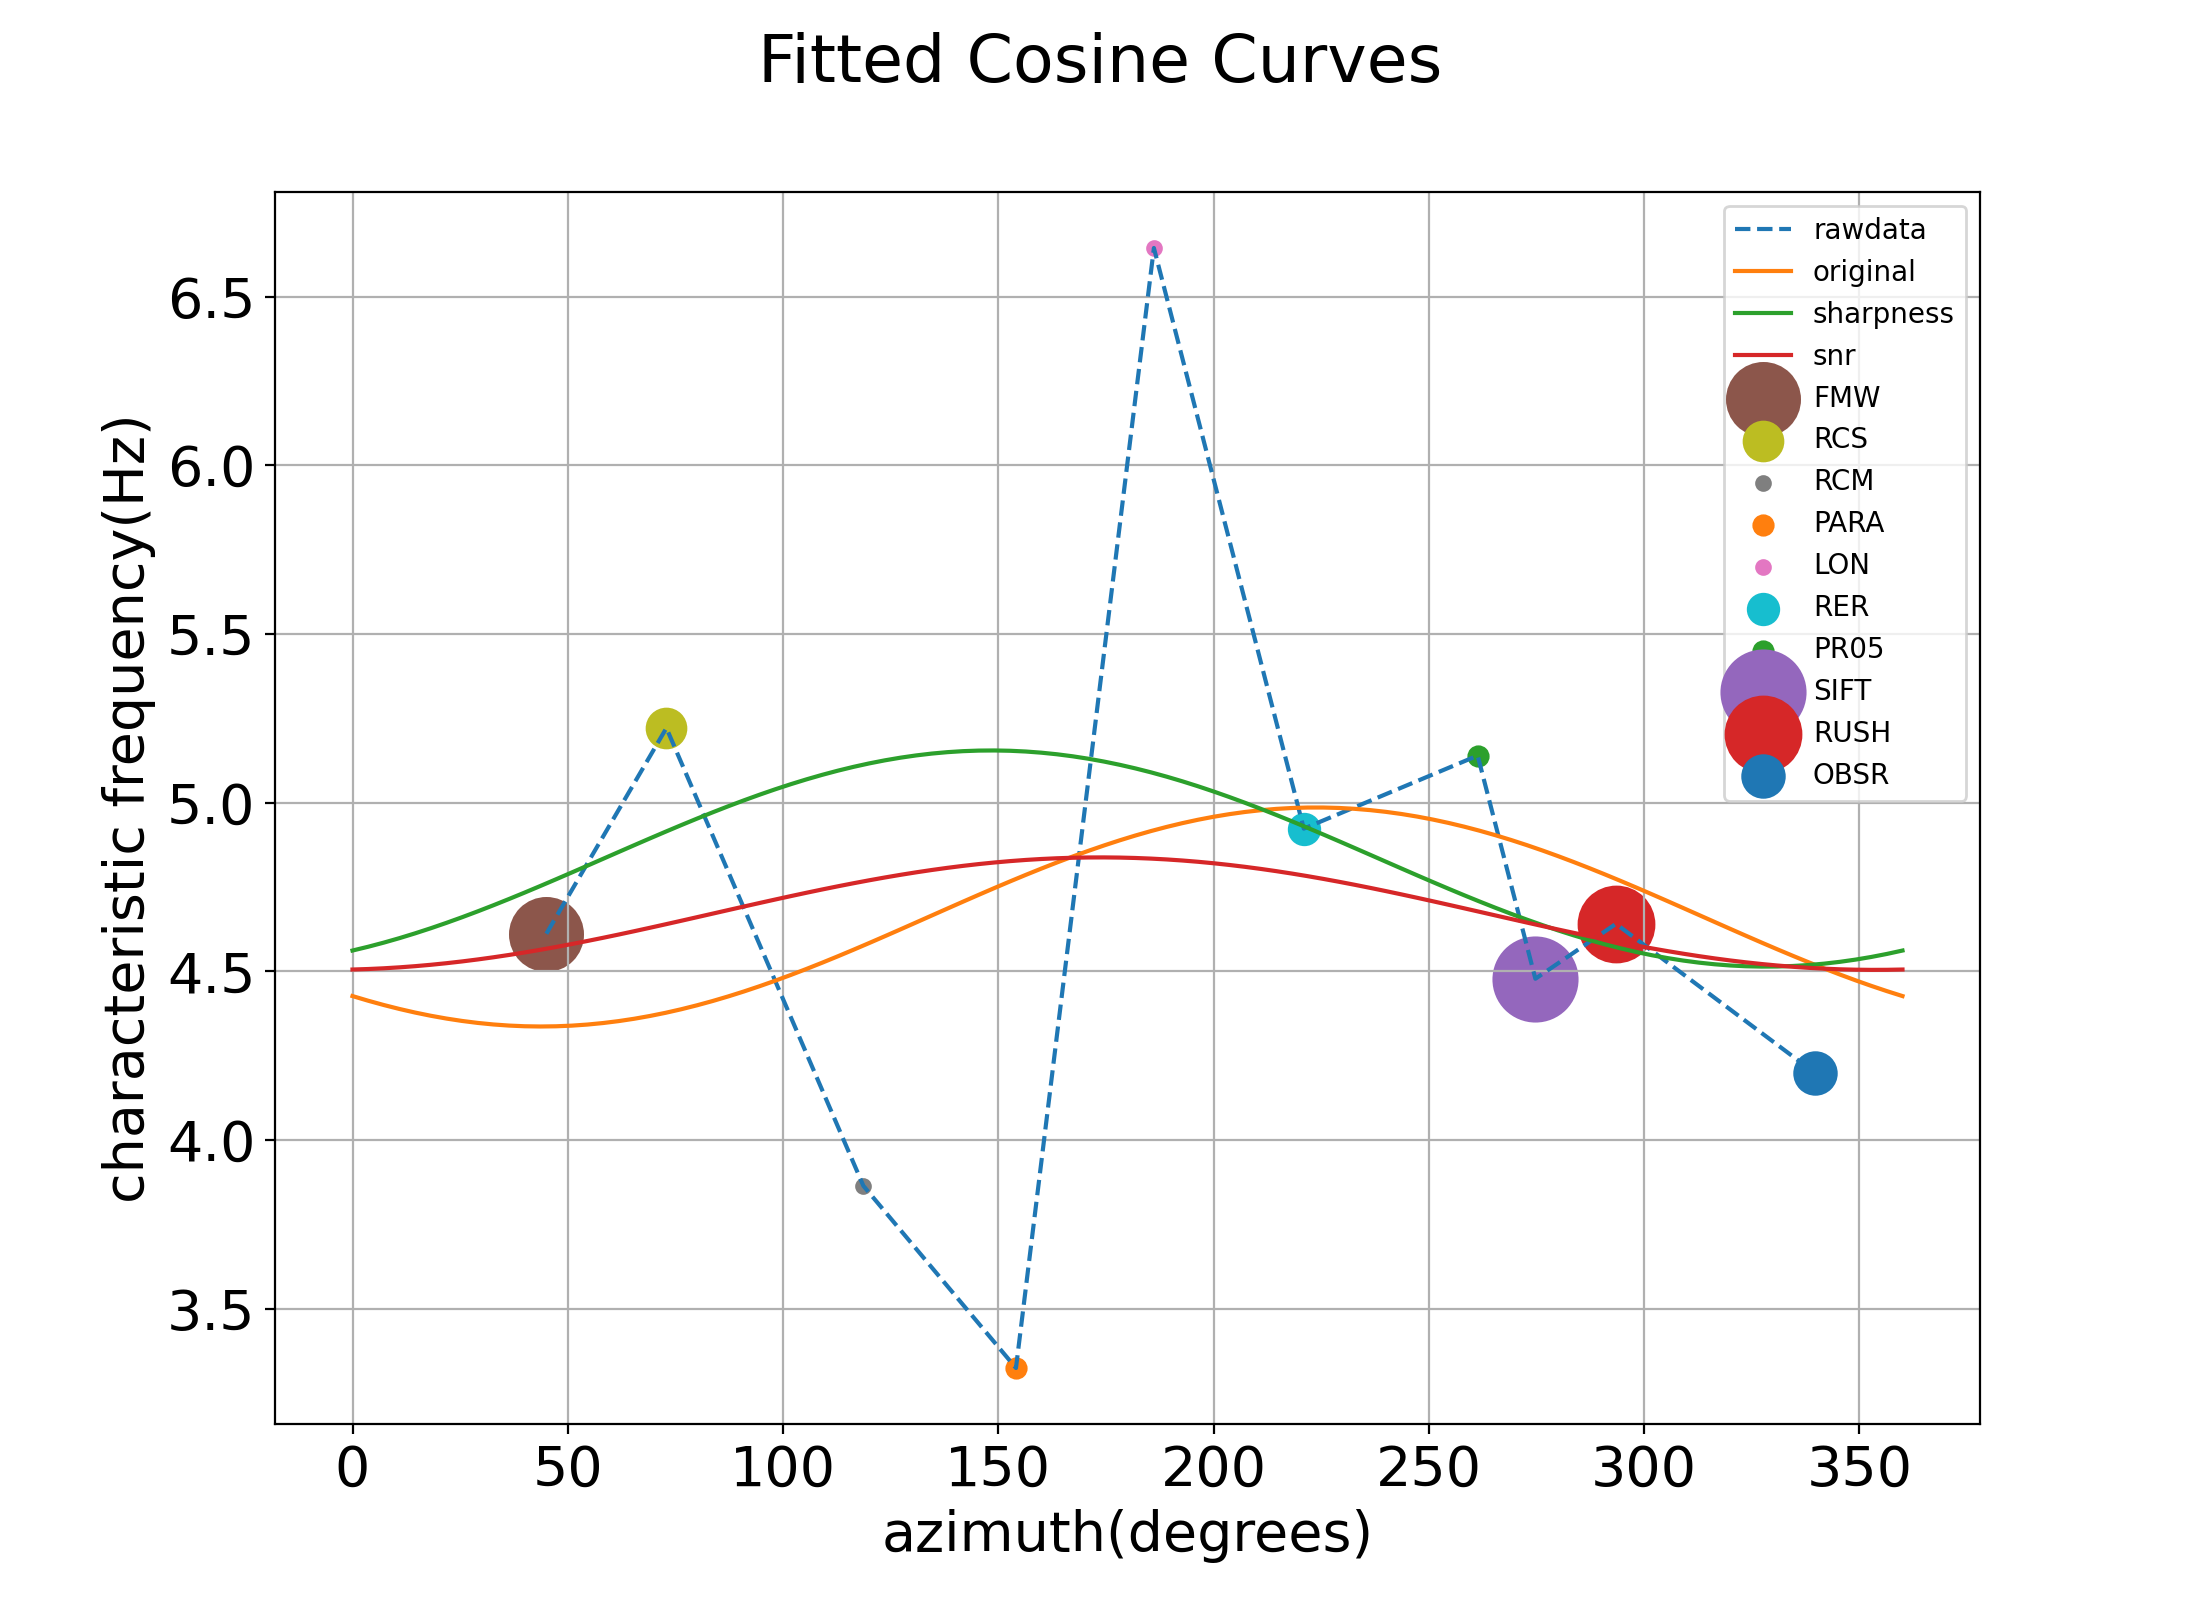 Fitted Cosine Curves
rawdata
original
sharpness
snr
FMW
RCS
RCM
PARA
LON
RER
PR05
SIFT
RUSH
OBSR
characteristic frequency(Hz)
6.5
6.0
5.5
5.0
4.5
4.0
3.5
0 50 100 150 200 250 300 350
azimuth(degrees)